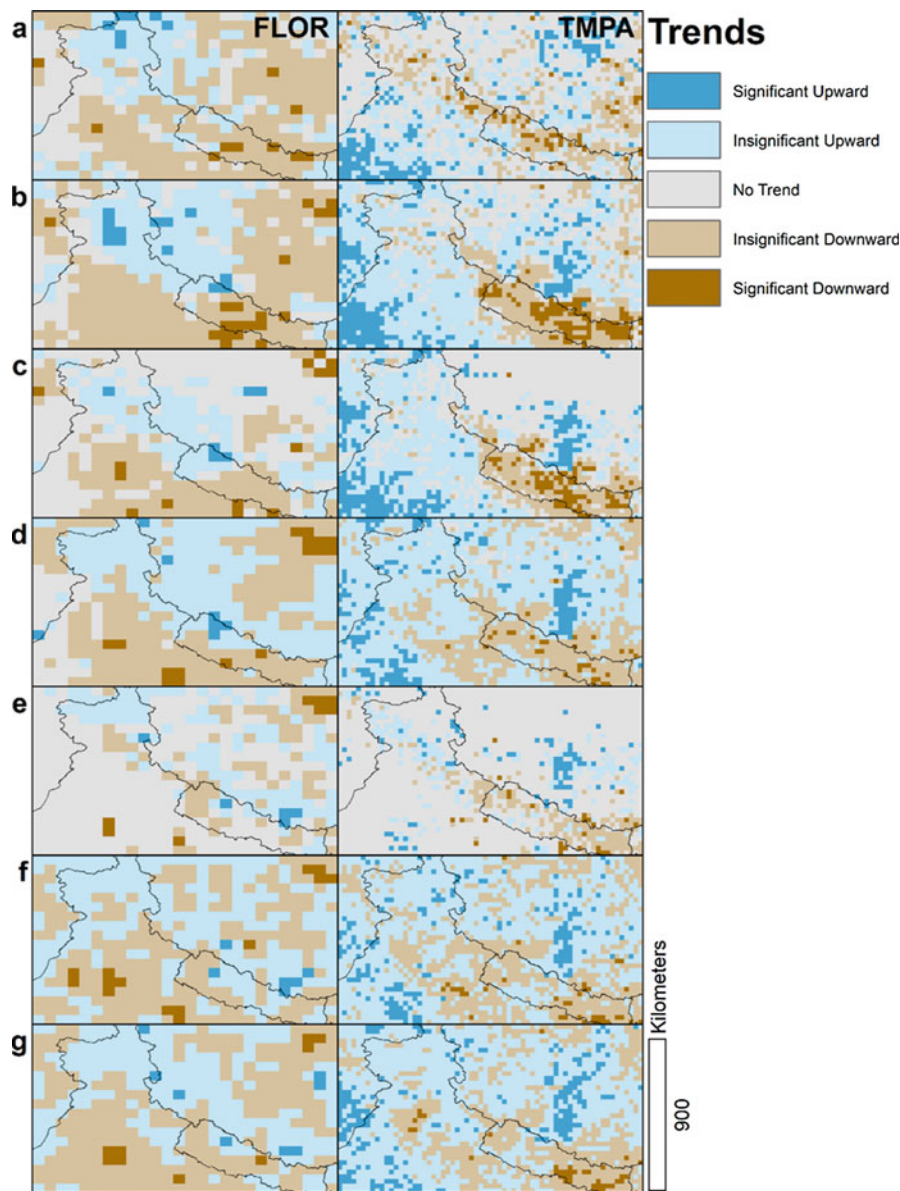 a
FLOR
TMPA
Trends
Significant Upward
Insignificant Upward
No Trend
Insignificant Downward
Significant Downward
b
c
d
e
f
g
Kilometers
900